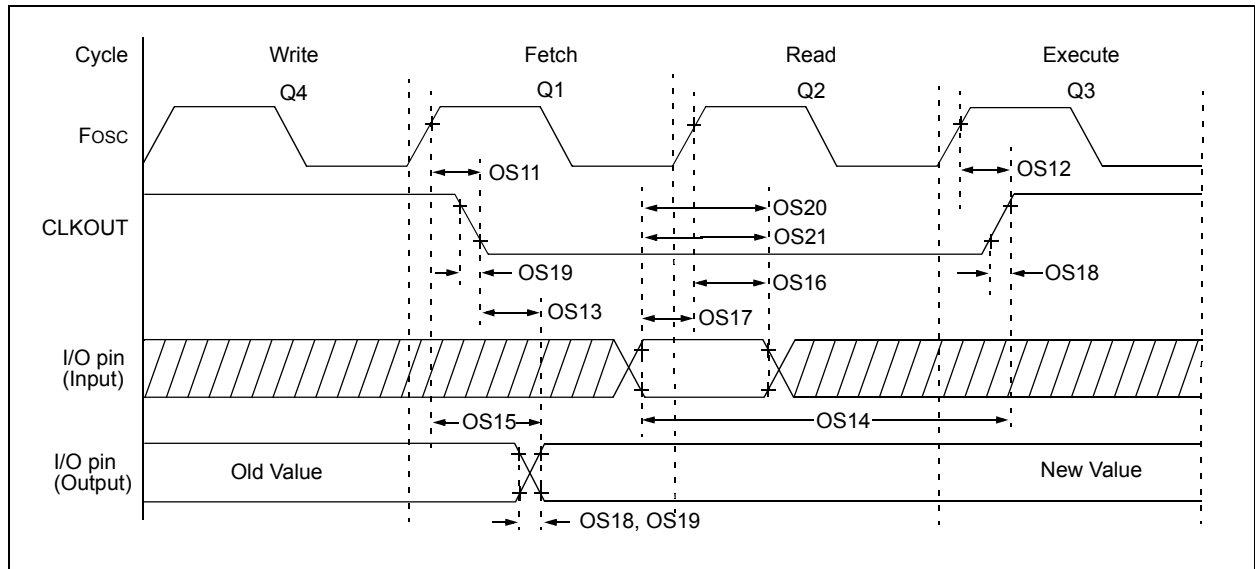 Cycle Write Fetch Read Execute
Q4 Q1 Q2 Q3
Fosc
OS11 OS12
OS20
CLKOUT
OS21
OS19 OS16 OS18
OS13 OS17
I/O pin
(Input)
OS15 OS14
I/O pin
(Output)
Old Value New Value
OS18, OS19